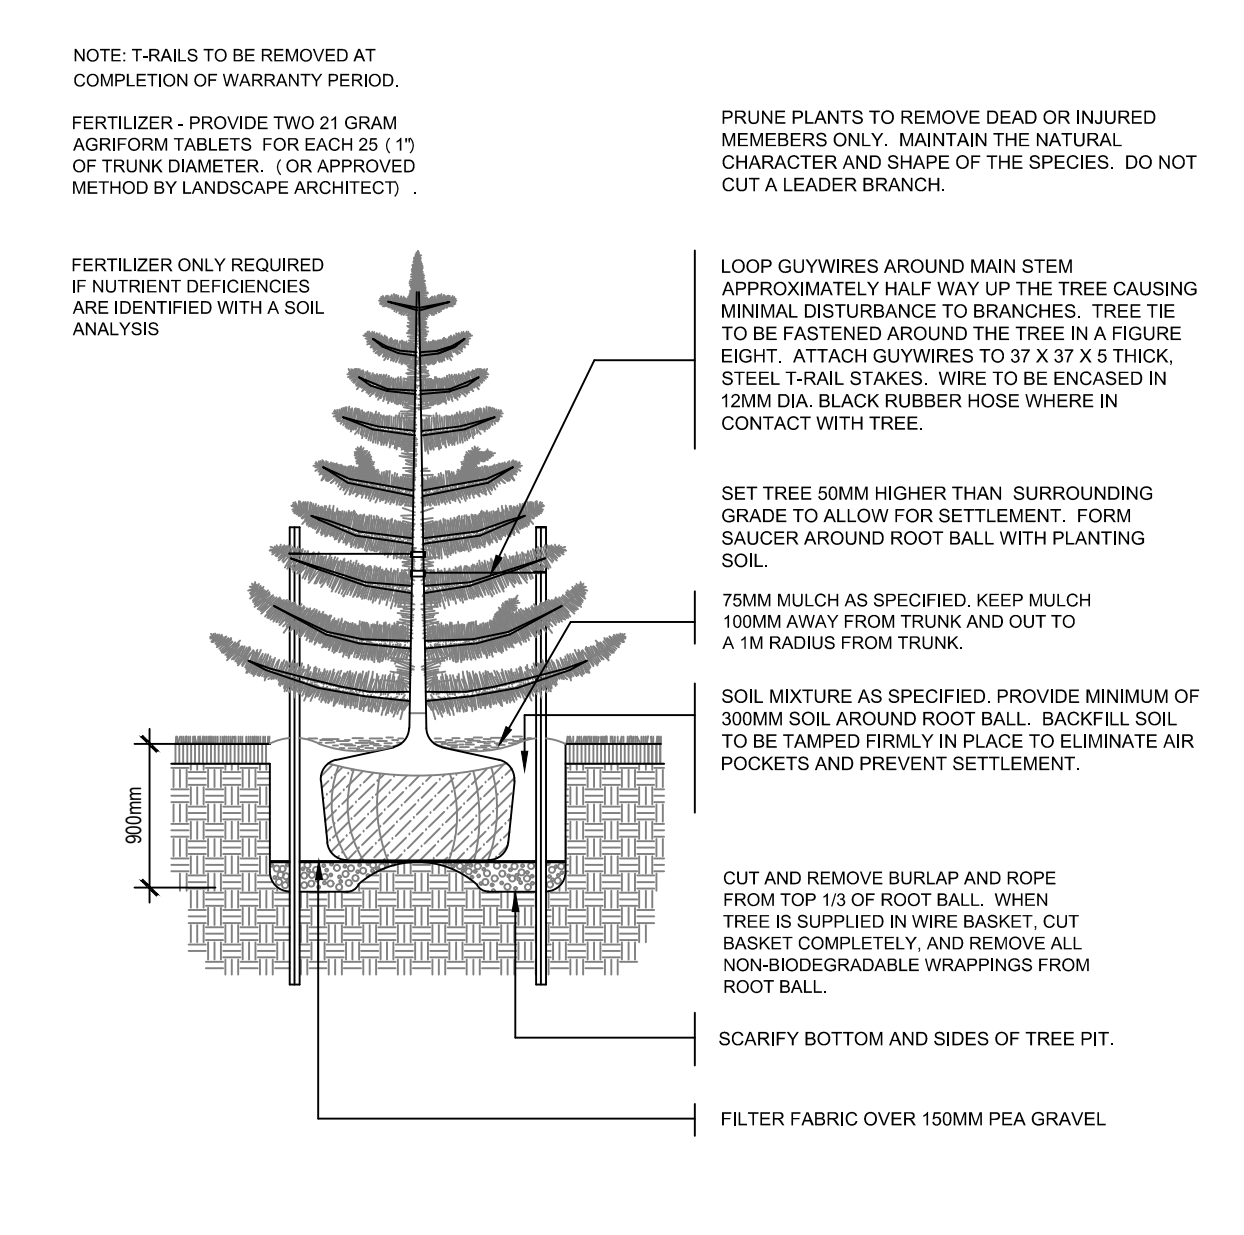 NOTE: T-RAILS TO BE REMOVED AT
COMPLETION OF WARRANTY PERIOD.
FERTILIZER - PROVIDE TWO 21 GRAM
AGRIFORM TABLETS FOR EACH 25 ( 1")
OF TRUNK DIAMETER. ( OR APPROVED
METHOD BY LANDSCAPE ARCHITECT) .
FERTILIZER ONLY REQUIRED
IF NUTRIENT DEFICIENCIES
ARE IDENTIFIED WITH A SOIL
ANALYSIS
900mm
PRUNE PLANTS TO REMOVE DEAD OR INJURED
MEMEBERS ONLY. MAINTAIN THE NATURAL
CHARACTER AND SHAPE OF THE SPECIES. DO NOT
CUT A LEADER BRANCH.
LOOP GUYWIRES AROUND MAIN STEM
APPROXIMATELY HALF WAY UP THE TREE CAUSING
MINIMAL DISTURBANCE TO BRANCHES. TREE TIE
TO BE FASTENED AROUND THE TREE IN A FIGURE
EIGHT. ATTACH GUYWIRES TO 37 X 37 X 5 THICK,
STEEL T-RAIL STAKES. WIRE TO BE ENCASED IN
12MM DIA. BLACK RUBBER HOSE WHERE IN
CONTACT WITH TREE.
SET TREE 50MM HIGHER THAN SURROUNDING
GRADE TO ALLOW FOR SETTLEMENT. FORM
SAUCER AROUND ROOT BALL WITH PLANTING
SOIL.
75MM MULCH AS SPECIFIED. KEEP MULCH
100MM AWAY FROM TRUNK AND OUT TO
A 1M RADIUS FROM TRUNK.
SOIL MIXTURE AS SPECIFIED. PROVIDE MINIMUM OF
300MM SOIL AROUND ROOT BALL. BACKFILL SOIL
TO BE TAMPED FIRMLY IN PLACE TO ELIMINATE AIR
POCKETS AND PREVENT SETTLEMENT.
CUT AND REMOVE BURLAP AND ROPE
FROM TOP 1/3 OF ROOT BALL. WHEN
TREE IS SUPPLIED IN WIRE BASKET, CUT
BASKET COMPLETELY, AND REMOVE ALL
NON-BIODEGRADABLE WRAPPINGS FROM
ROOT BALL.
SCARIFY BOTTOM AND SIDES OF TREE PIT.
FILTER FABRIC OVER 150MM PEA GRAVEL